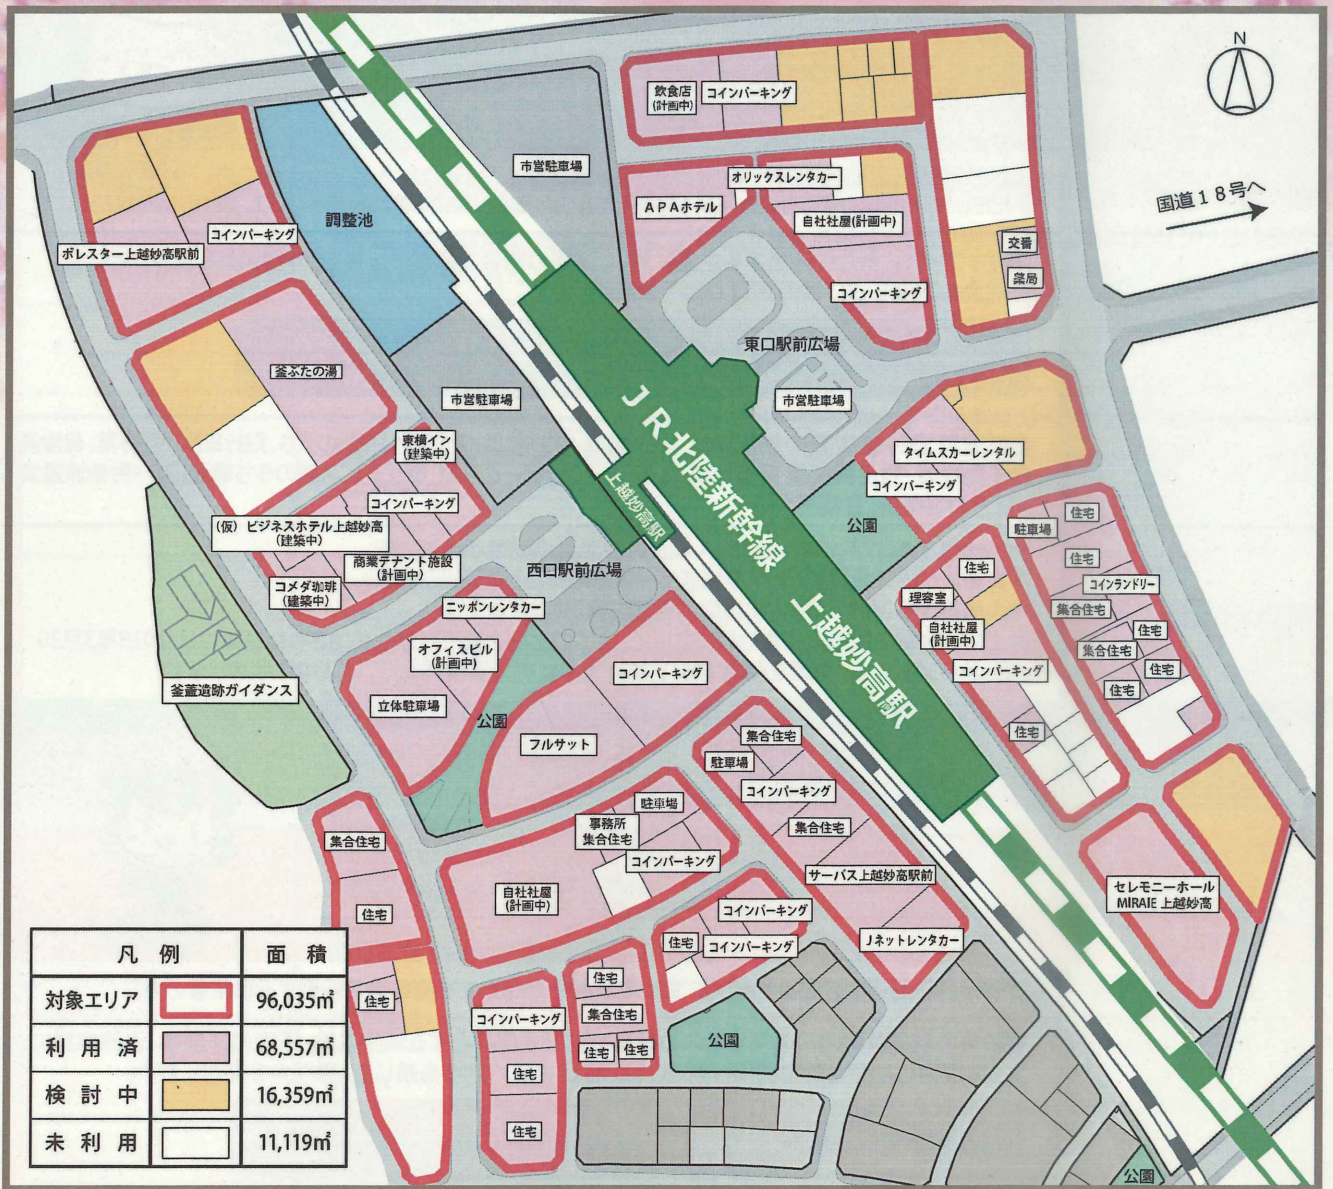 N
国道18号へ
飲食店
(計画中)
コインパーキング
市営駐車場
オリックスレンタカー
APAホテル
自社社屋(計画中)
コインパーキング
交番
薬局
調整池
コインパーキング
ポレスター上越妙高駅前
釜ぶたの湯
市営駐車場
東口駅前広場
市営駐車場
JR北陸新幹線 上越妙高駅
上越妙高駅
東横イン
(建築中)
コインパーキング
(仮)ビジネスホテル上越妙高
(建築中)
商業テナント施設
(計画中)
コメダ珈琲
(建築中)
西口駅前広場
タイムスカーレンタル
コインパーキング
公園
駐車場
住宅
住宅
コインランドリー
集合住宅
住宅
集合住宅
住宅
住宅
住宅
理容室
自社社屋
(計画中)
コインパーキング
住宅
釜蓋遺跡ガイダンス
ニッポンレンタカー
オフィスビル
(計画中)
立体駐車場
公園
コインパーキング
フルサット
集合住宅
駐車場
コインパーキング
集合住宅
サーパス上越妙高駅前
Jネットレンタカー
セレモニーホール
MIRAIE 上越妙高
駐車場
事務所
集合住宅
コインパーキング
自社社屋
(計画中)
コインパーキング
住宅
コインパーキング
集合住宅
住宅
住宅
コインパーキング
住宅
住宅
住宅
集合住宅
住宅
住宅
公園
公園
凡例 面積
対象エリア 96,035㎡
利用済 68,557㎡
検討中 16,359㎡
未利用 11,119㎡